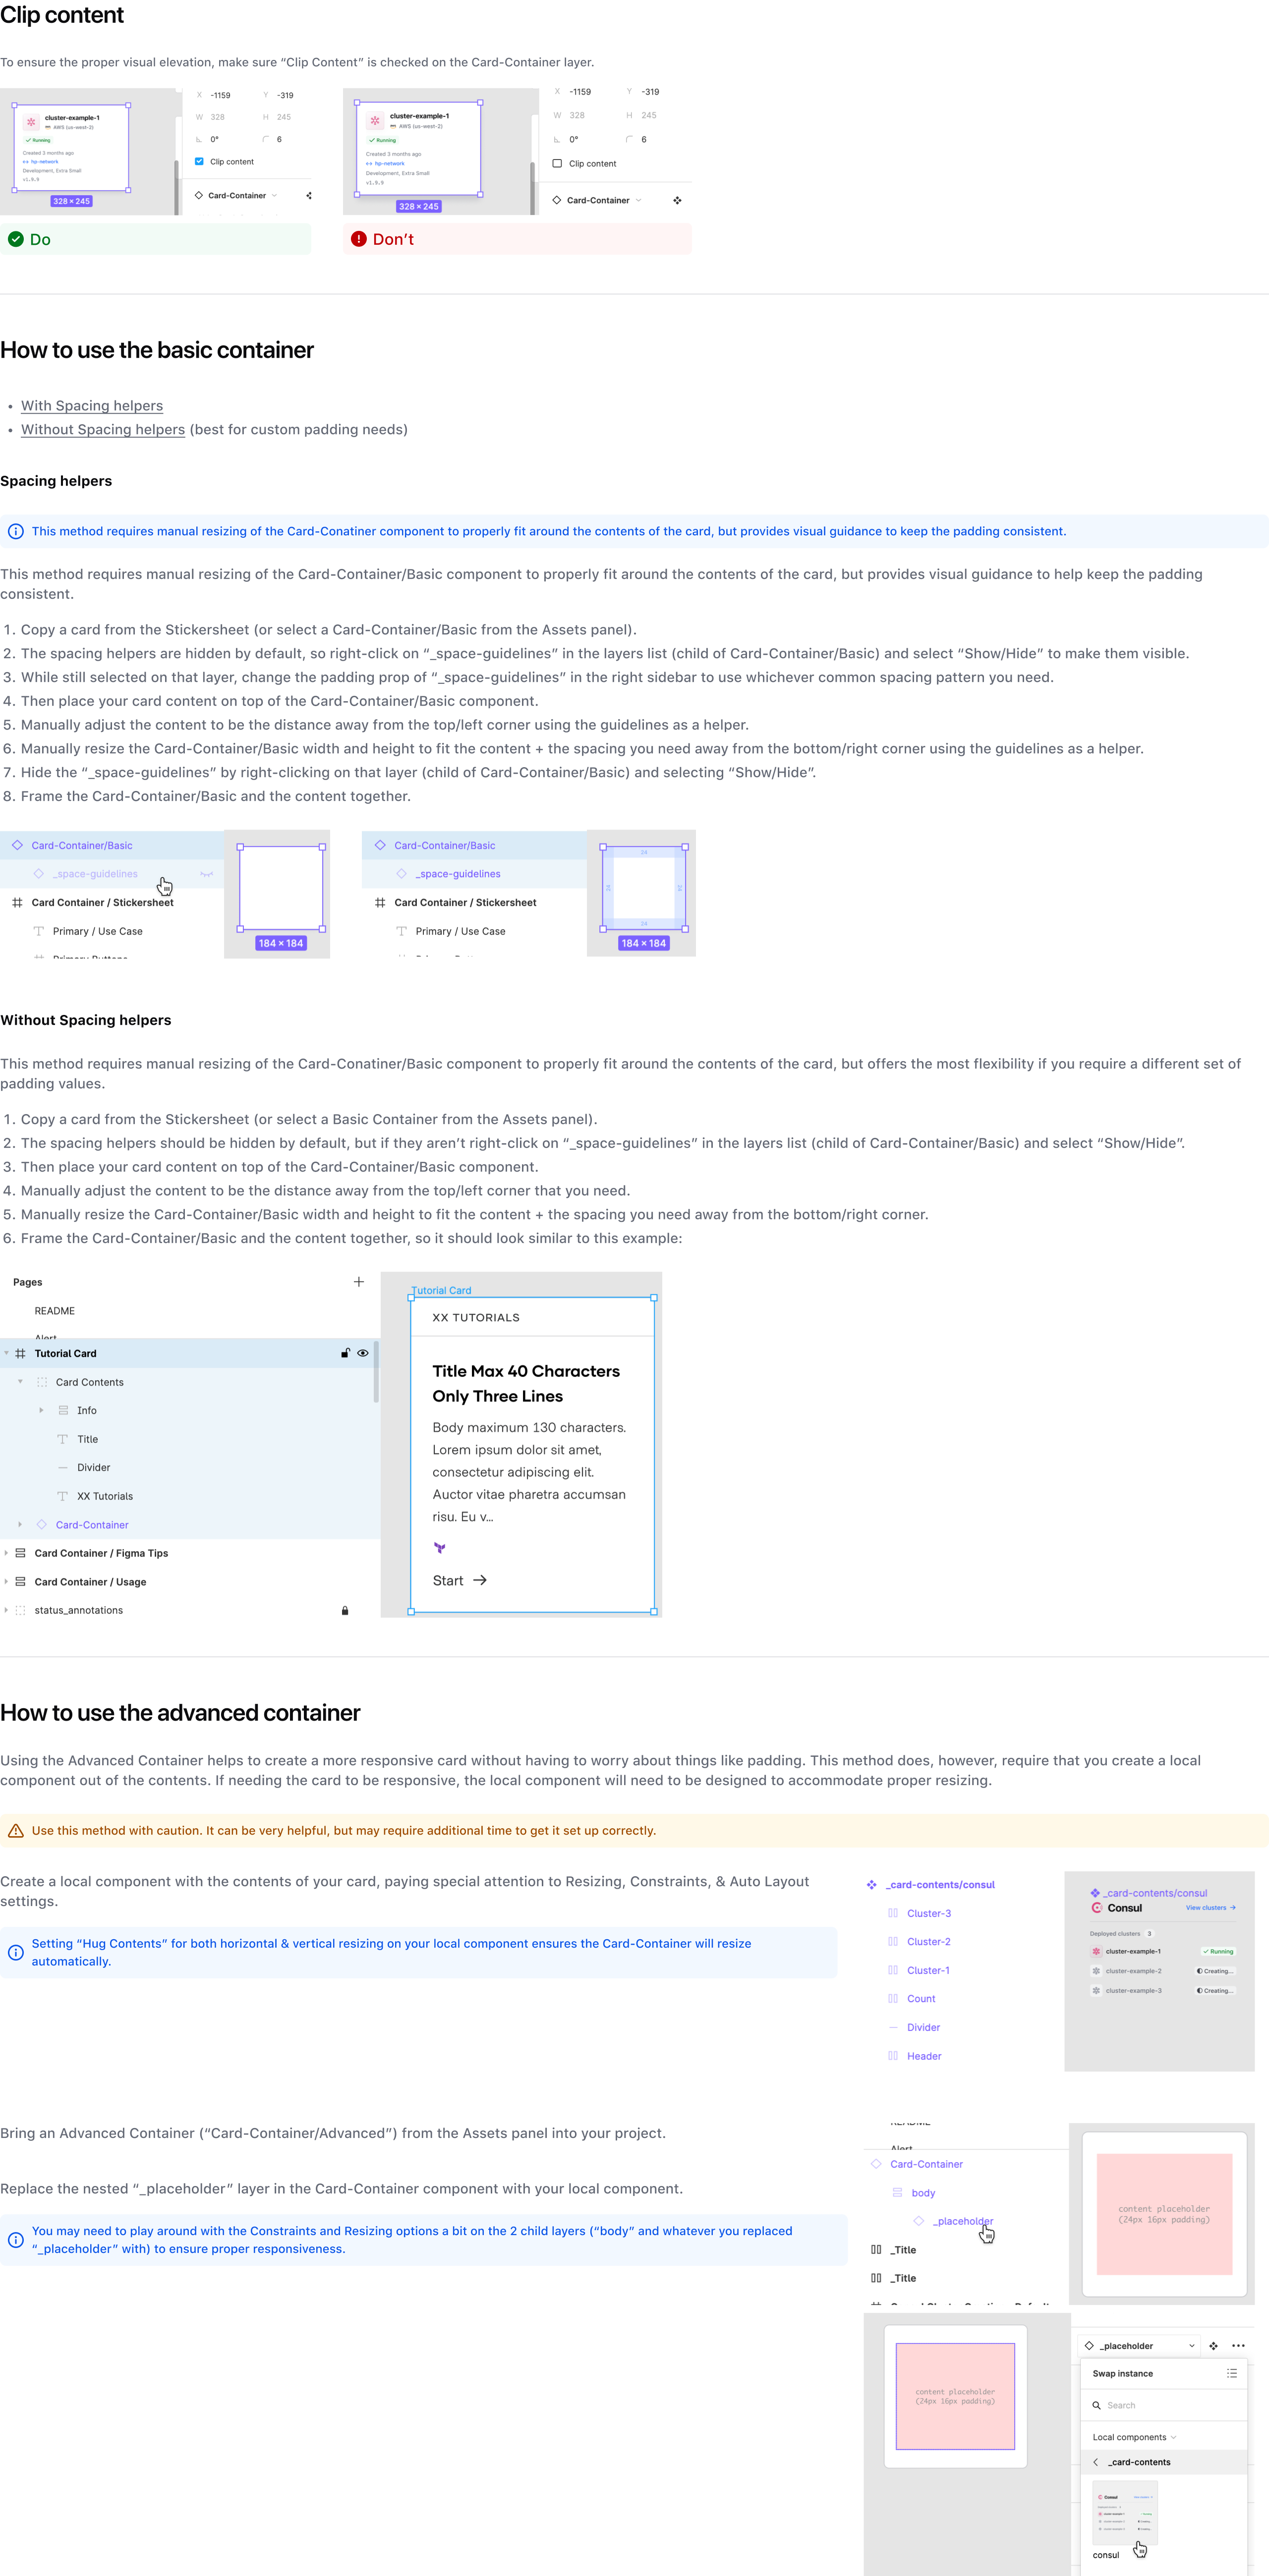 Clip content
To ensure the proper visual elevation, make sure “Clip Content” is checked on the Card-Container layer.
cluster-example-1
AWS (us-west-2)
Running
Created 3 months ago
hp-network
Development, Extra Small
v1.9.9
328 × 245
X -1159 Y -319
W 328 H 245
0° 6
Clip content
Card-Container
Do
cluster-example-1
AWS (us-west-2)
Running
Created 3 months ago
hp-network
Development, Extra Small
v1.9.9
328 × 245
X -1159 Y -319
W 328 H 245
0° 6
Clip content
Card-Container
Don’t
How to use the basic container
• With Spacing helpers
• Without Spacing helpers (best for custom padding needs)
Spacing helpers
This method requires manual resizing of the Card-Conatiner component to properly fit around the contents of the card, but provides visual guidance to keep the padding consistent.
This method requires manual resizing of the Card-Container/Basic component to properly fit around the contents of the card, but provides visual guidance to help keep the padding
consistent.
1. Copy a card from the Stickersheet (or select a Card-Container/Basic from the Assets panel).
2. The spacing helpers are hidden by default, so right-click on “_space-guidelines” in the layers list (child of Card-Container/Basic) and select “Show/Hide” to make them visible.
3. While still selected on that layer, change the padding prop of “_space-guidelines” in the right sidebar to use whichever common spacing pattern you need.
4. Then place your card content on top of the Card-Container/Basic component.
5. Manually adjust the content to be the distance away from the top/left corner using the guidelines as a helper.
6. Manually resize the Card-Container/Basic width and height to fit the content + the spacing you need away from the bottom/right corner using the guidelines as a helper.
7. Hide the “_space-guidelines” by right-clicking on that layer (child of Card-Container/Basic) and selecting “Show/Hide”.
8. Frame the Card-Container/Basic and the content together.
Card-Container/Basic
_space-guidelines
Card Container / Stickersheet
Primary / Use Case
Primary Buttons
184 × 184
Card-Container/Basic
_space-guidelines
Card Container / Stickersheet
Primary / Use Case
24
24
24
24
184 × 184
Without Spacing helpers
This method requires manual resizing of the Card-Conatiner/Basic component to properly fit around the contents of the card, but offers the most flexibility if you require a different set of
padding values.
1. Copy a card from the Stickersheet (or select a Basic Container from the Assets panel).
2. The spacing helpers should be hidden by default, but if they aren’t right-click on “_space-guidelines” in the layers list (child of Card-Container/Basic) and select “Show/Hide”.
3. Then place your card content on top of the Card-Container/Basic component.
4. Manually adjust the content to be the distance away from the top/left corner that you need.
5. Manually resize the Card-Container/Basic width and height to fit the content + the spacing you need away from the bottom/right corner.
6. Frame the Card-Container/Basic and the content together, so it should look similar to this example:
Pages
README
Alert
Tutorial Card
Card Contents
Info
Title
Divider
XX Tutorials
Card-Container
Card Container / Figma Tips
Card Container / Usage
status_annotations
Tutorial Card
XX TUTORIALS
Title Max 40 Characters
Only Three Lines
Body maximum 130 characters.
Lorem ipsum dolor sit amet,
consectetur adipiscing elit.
Auctor vitae pharetra accumsan
risu. Eu v...
Start
How to use the advanced container
Using the Advanced Container helps to create a more responsive card without having to worry about things like padding. This method does, however, require that you create a local
component out of the contents. If needing the card to be responsive, the local component will need to be designed to accommodate proper resizing.
Use this method with caution. It can be very helpful, but may require additional time to get it set up correctly.
Create a local component with the contents of your card, paying special attention to Resizing, Constraints, & Auto Layout
settings.
Setting “Hug Contents” for both horizontal & vertical resizing on your local component ensures the Card-Container will resize
automatically.
_card-contents/consul
Cluster-3
Cluster-2
Cluster-1
Count
Divider
Header
_card-contents/consul
Consul View clusters
Deployed clusters 3
cluster-example-1 Running
cluster-example-2 Creating...
cluster-example-3 Creating...
Bring an Advanced Container (“Card-Container/Advanced”) from the Assets panel into your project.
Replace the nested “_placeholder” layer in the Card-Container component with your local component.
You may need to play around with the Constraints and Resizing options a bit on the 2 child layers (“body” and whatever you replaced
“_placeholder” with) to ensure proper responsiveness.
README
Alert
Card-Container
body
_placeholder
_Title
_Title
content placeholder
(24px 16px padding)
content placeholder
(24px 16px padding)
_placeholder
Swap instance
Search
Local components
_card-contents
Consul
consul